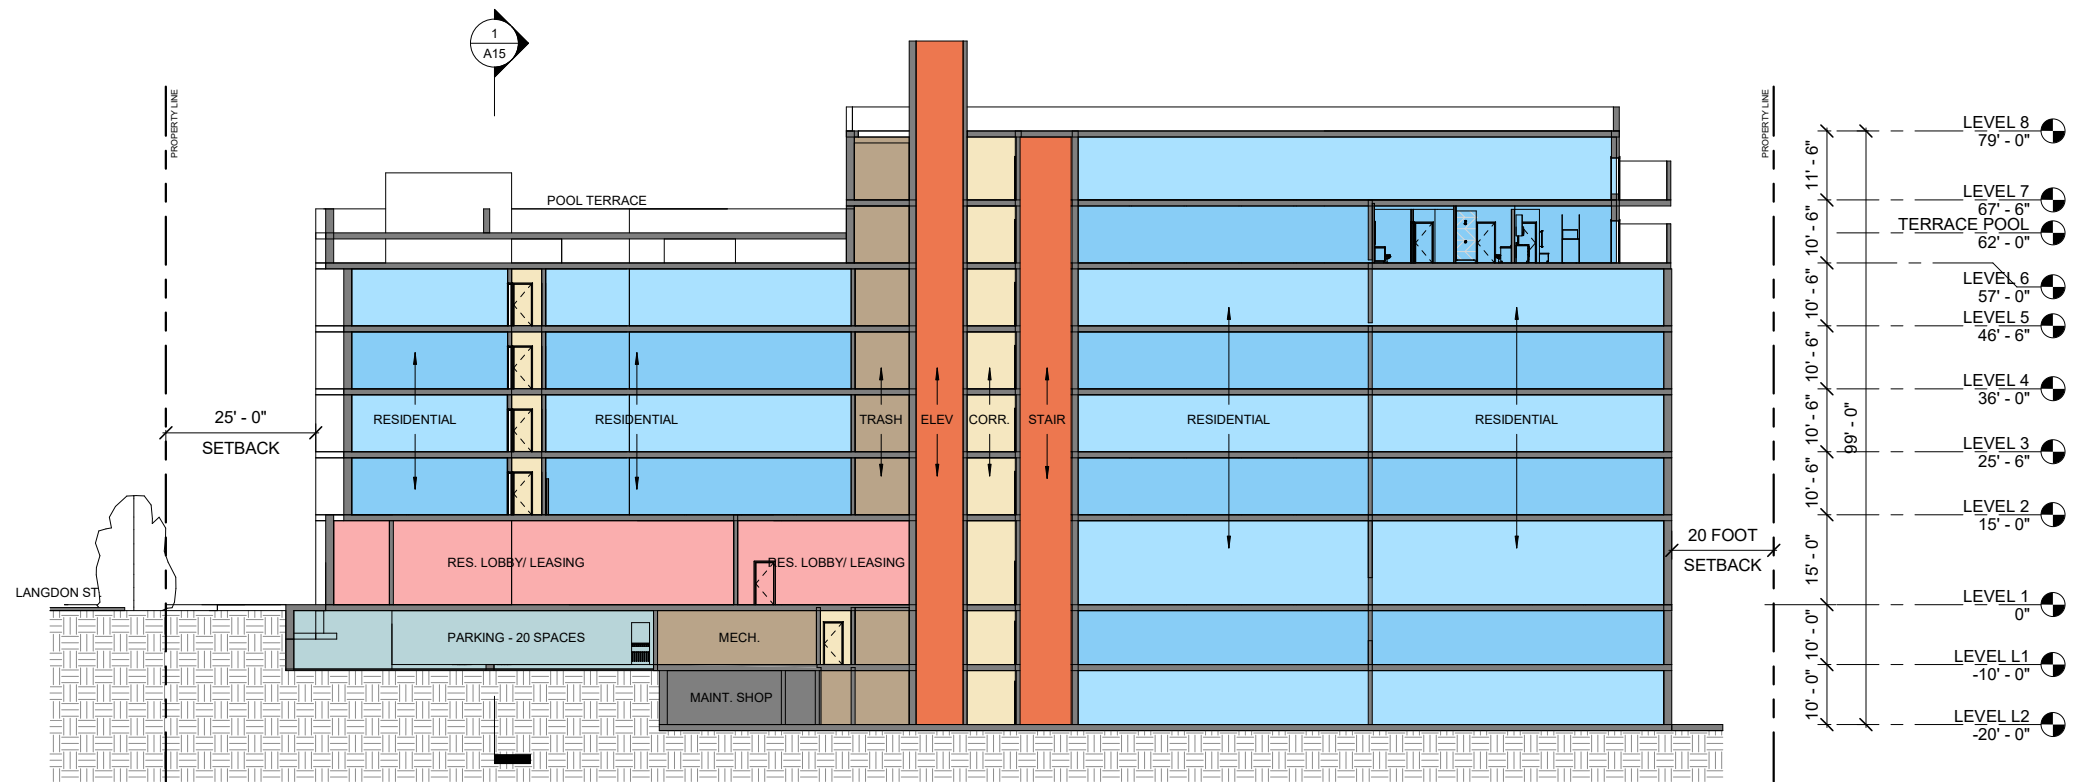 1
A15
PROPERTY LINE
PROPERTY LINE
POOL TERRACE
LEVEL 8
79' - 0"
11' - 6"
LEVEL 7
67' - 6"
TERRACE POOL
62' - 0"
10' - 6"
LEVEL 6
57' - 0"
10' - 6"
LEVEL 5
46' - 6"
10' - 6"
LEVEL 4
36' - 0"
10' - 6"
99' - 0"
LEVEL 3
25' - 6"
10' - 6"
LEVEL 2
15' - 0"
15' - 0"
LEVEL 1
0"
10' - 0"
LEVEL L1
-10' - 0"
10' - 0"
LEVEL L2
-20' - 0"
25' - 0"
SETBACK
RESIDENTIAL
RESIDENTIAL
TRASH
ELEV
CORR.
STAIR
RESIDENTIAL
RESIDENTIAL
20 FOOT
SETBACK
RES. LOBBY/ LEASING
RES. LOBBY/ LEASING
LANGDON ST.
PARKING - 20 SPACES
MECH.
MAINT. SHOP